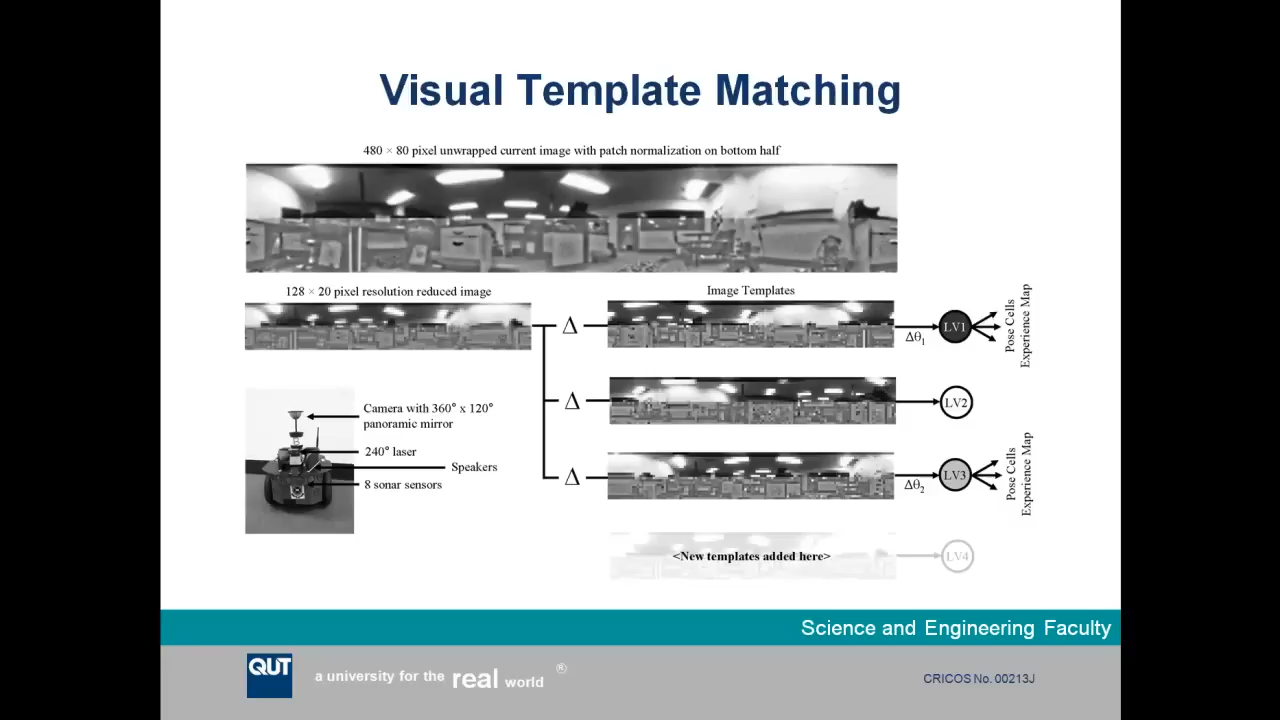 Visual Template Matching
480 × 80 pixel unwrapped current image with patch normalization on bottom half
128 × 20 pixel resolution reduced image
Image Templates
Δ
Δθ1
LV1
Pose Cells
Experience Map
Δ
LV2
Camera with 360° x 120°
panoramic mirror
240° laser
Speakers
8 sonar sensors
Δ
Δθ2
LV3
Pose Cells
Experience Map
<New templates added here>
LV4
Science and Engineering Faculty
QUT
a university for the real world ®
CRICOS No. 00213J